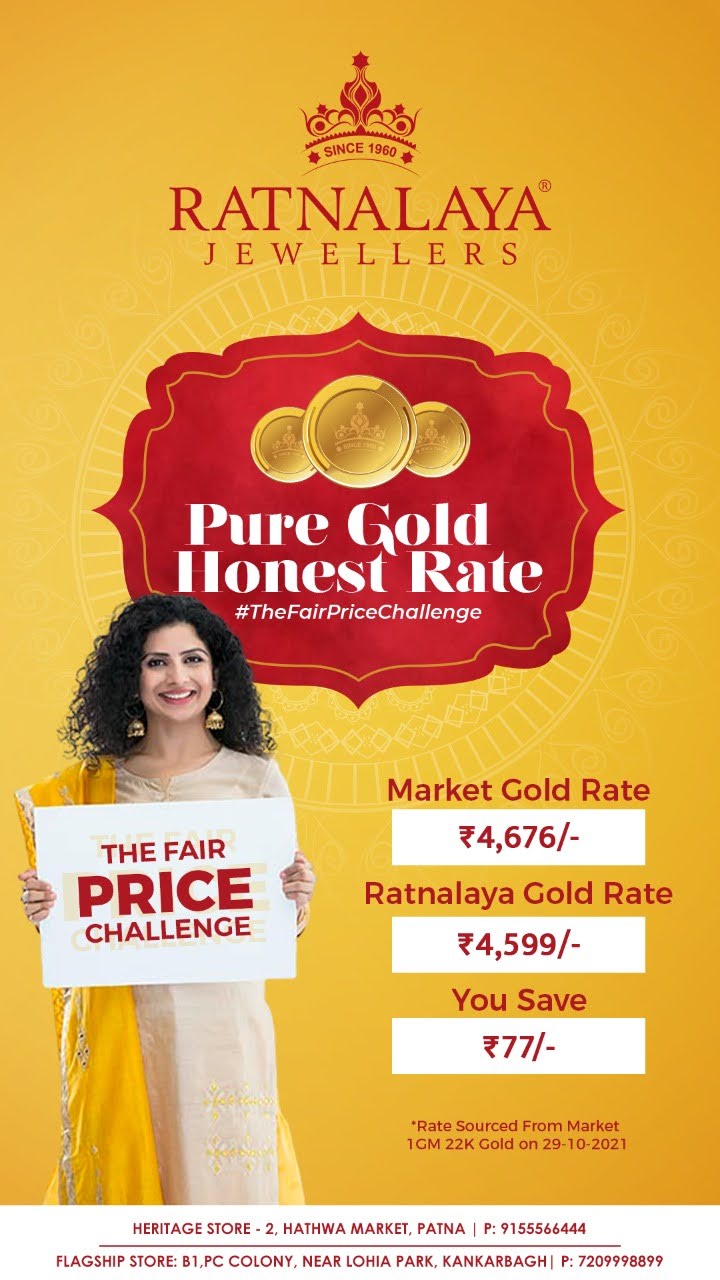 SINCE 1960
RATNALAYA®
JEWELLERS
SINCE 1960
Pure Gold
Honest Rate
#TheFairPriceChallenge
THE FAIR
PRICE
CHALLENGE
Market Gold Rate
₹4,676/-
Ratnalaya Gold Rate
₹4,599/-
You Save
₹77/-
*Rate Sourced From Market
1GM 22K Gold on 29-10-2021
HERITAGE STORE - 2, HATHWA MARKET, PATNA | P: 9155566444
FLAGSHIP STORE: B1,PC COLONY, NEAR LOHIA PARK, KANKARBAGH| P: 7209998899